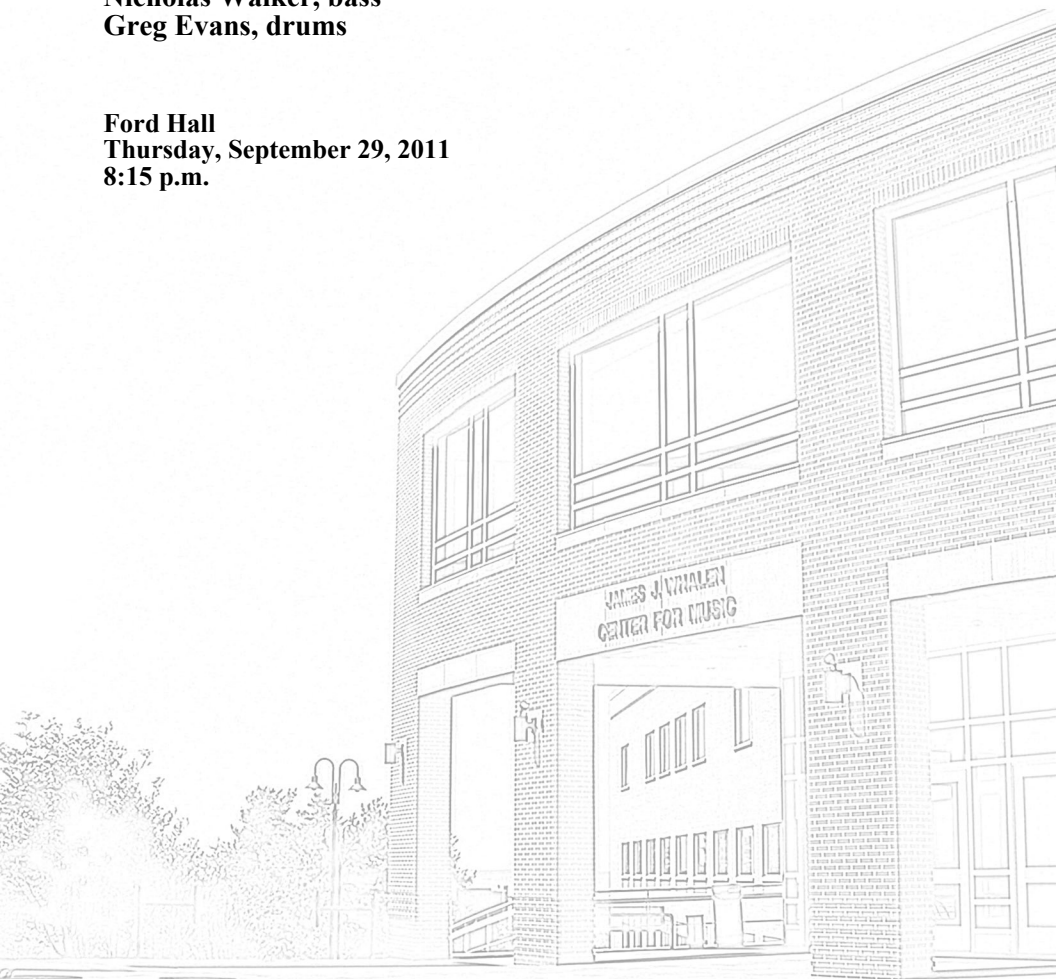 Nicholas Walker, bass
Greg Evans, drums
Ford Hall
Thursday, September 29, 2011
8:15 p.m.
JAMES J. WHALEN
CENTER FOR MUSIC